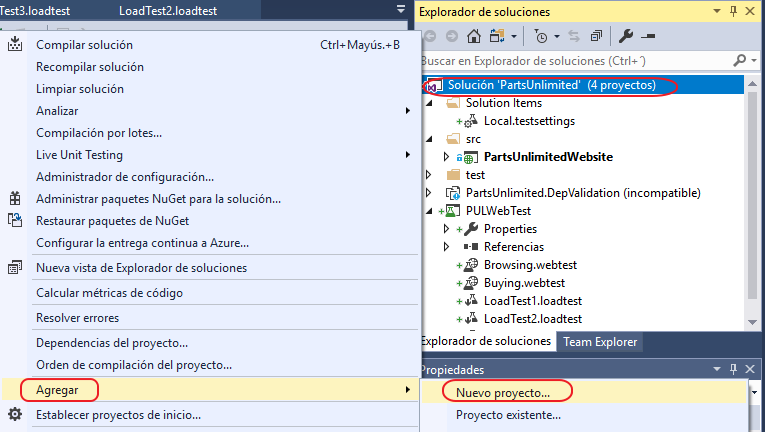 Test3.loadtest LoadTest2.loadtest
Compilar solución Ctrl+Mayús.+B
Recompilar solución
Limpiar solución
Analizar
Compilación por lotes...
Live Unit Testing
Administrador de configuración...
Administrar paquetes NuGet para la solución...
Restaurar paquetes de NuGet
Configurar la entrega continua a Azure...
Nueva vista de Explorador de soluciones
Calcular métricas de código
Resolver errores
Dependencias del proyecto...
Orden de compilación del proyecto...
Agregar
Establecer proyectos de inicio...
Explorador de soluciones
Buscar en Explorador de soluciones (Ctrl+´)
Solución 'PartsUnlimited' (4 proyectos)
Solution Items
Local.testsettings
src
PartsUnlimitedWebsite
test
PartsUnlimited.DepValidation (incompatible)
PULWebTest
Properties
Referencias
Browsing.webtest
Buying.webtest
LoadTest1.loadtest
LoadTest2.loadtest
Explorador de soluciones Team Explorer
Propiedades
Nuevo proyecto...
Proyecto existente...